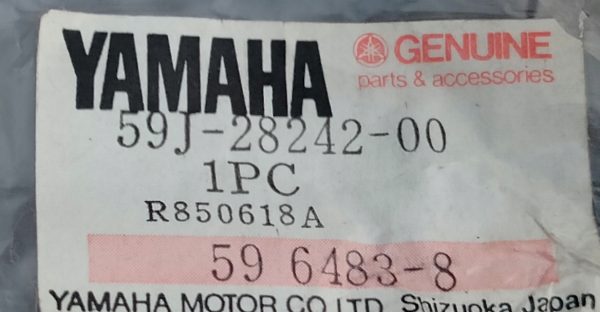 YAMAHA
GENUINE
parts & accessories
59J-28242-00
1PC
R850618A
59 6483-8
YAMAHA MOTOR CO.LTD. Shizuoka Japan